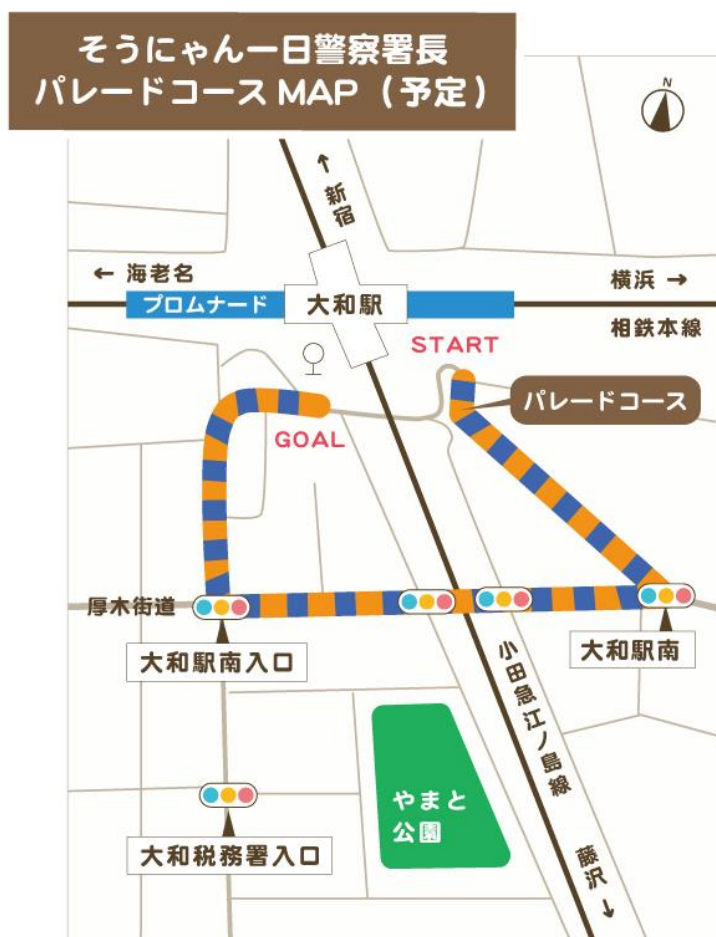 そうにゃん一日警察署長
パレードコース MAP (予定)
N
↑ 新宿
← 海老名
横浜 →
プロムナード
大和駅
相鉄本線
START
パレードコース
GOAL
厚木街道
大和駅南入口
大和駅南
小田急江ノ島線
やまと
公園
大和税務署入口
藤沢 ↓